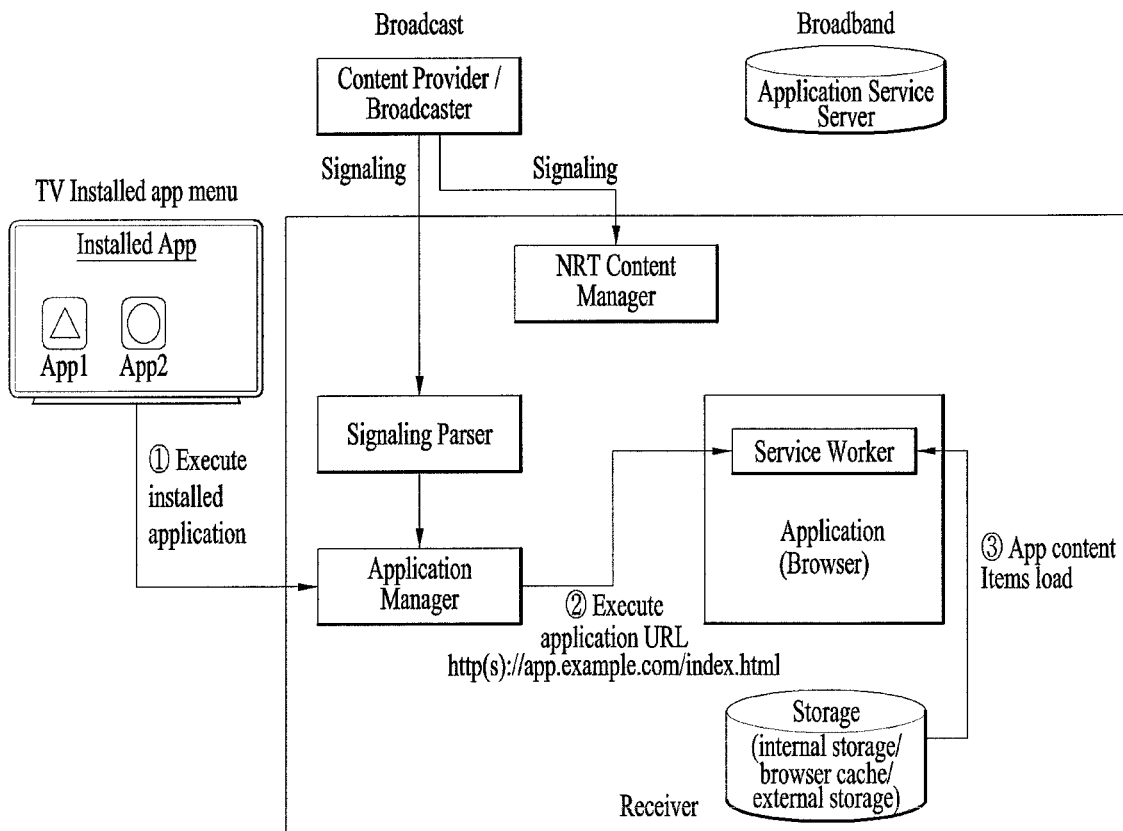 Broadcast
Broadband
Content Provider /
Broadcaster
Application Service
Server
Signaling
Signaling
TV Installed app menu
Installed App
App1
App2
NRT Content
Manager
Signaling Parser
Service Worker
Application
(Browser)
① Execute
installed
application
Application
Manager
② Execute
application URL
http(s)://app.example.com/index.html
③ App content
Items load
Storage
(internal storage/
browser cache/
external storage)
Receiver